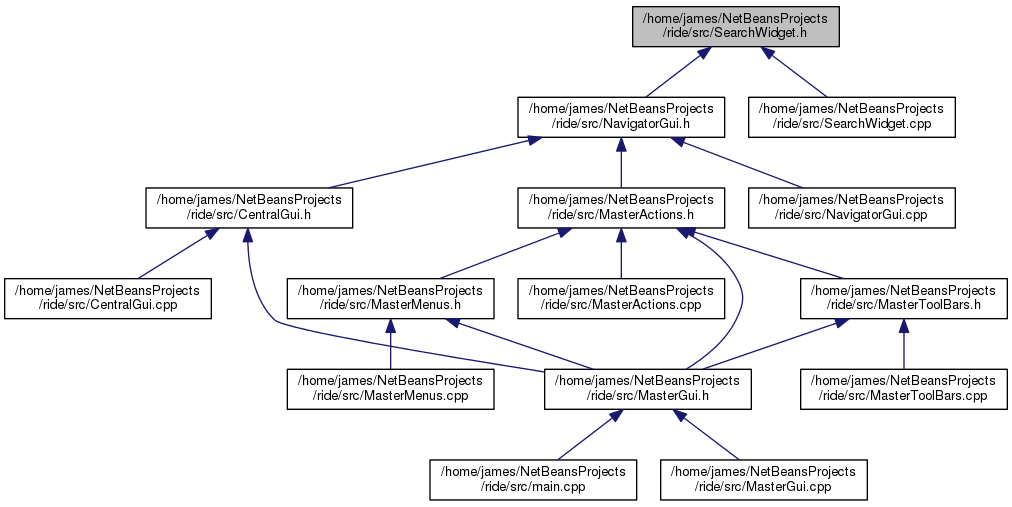 /home/james/NetBeansProjects
/ride/src/SearchWidget.h
/home/james/NetBeansProjects
/ride/src/NavigatorGui.h
/home/james/NetBeansProjects
/ride/src/SearchWidget.cpp
/home/james/NetBeansProjects
/ride/src/CentralGui.h
/home/james/NetBeansProjects
/ride/src/MasterActions.h
/home/james/NetBeansProjects
/ride/src/NavigatorGui.cpp
/home/james/NetBeansProjects
/ride/src/CentralGui.cpp
/home/james/NetBeansProjects
/ride/src/MasterMenus.h
/home/james/NetBeansProjects
/ride/src/MasterActions.cpp
/home/james/NetBeansProjects
/ride/src/MasterToolBars.h
/home/james/NetBeansProjects
/ride/src/MasterMenus.cpp
/home/james/NetBeansProjects
/ride/src/MasterGui.h
/home/james/NetBeansProjects
/ride/src/MasterToolBars.cpp
/home/james/NetBeansProjects
/ride/src/main.cpp
/home/james/NetBeansProjects
/ride/src/MasterGui.cpp